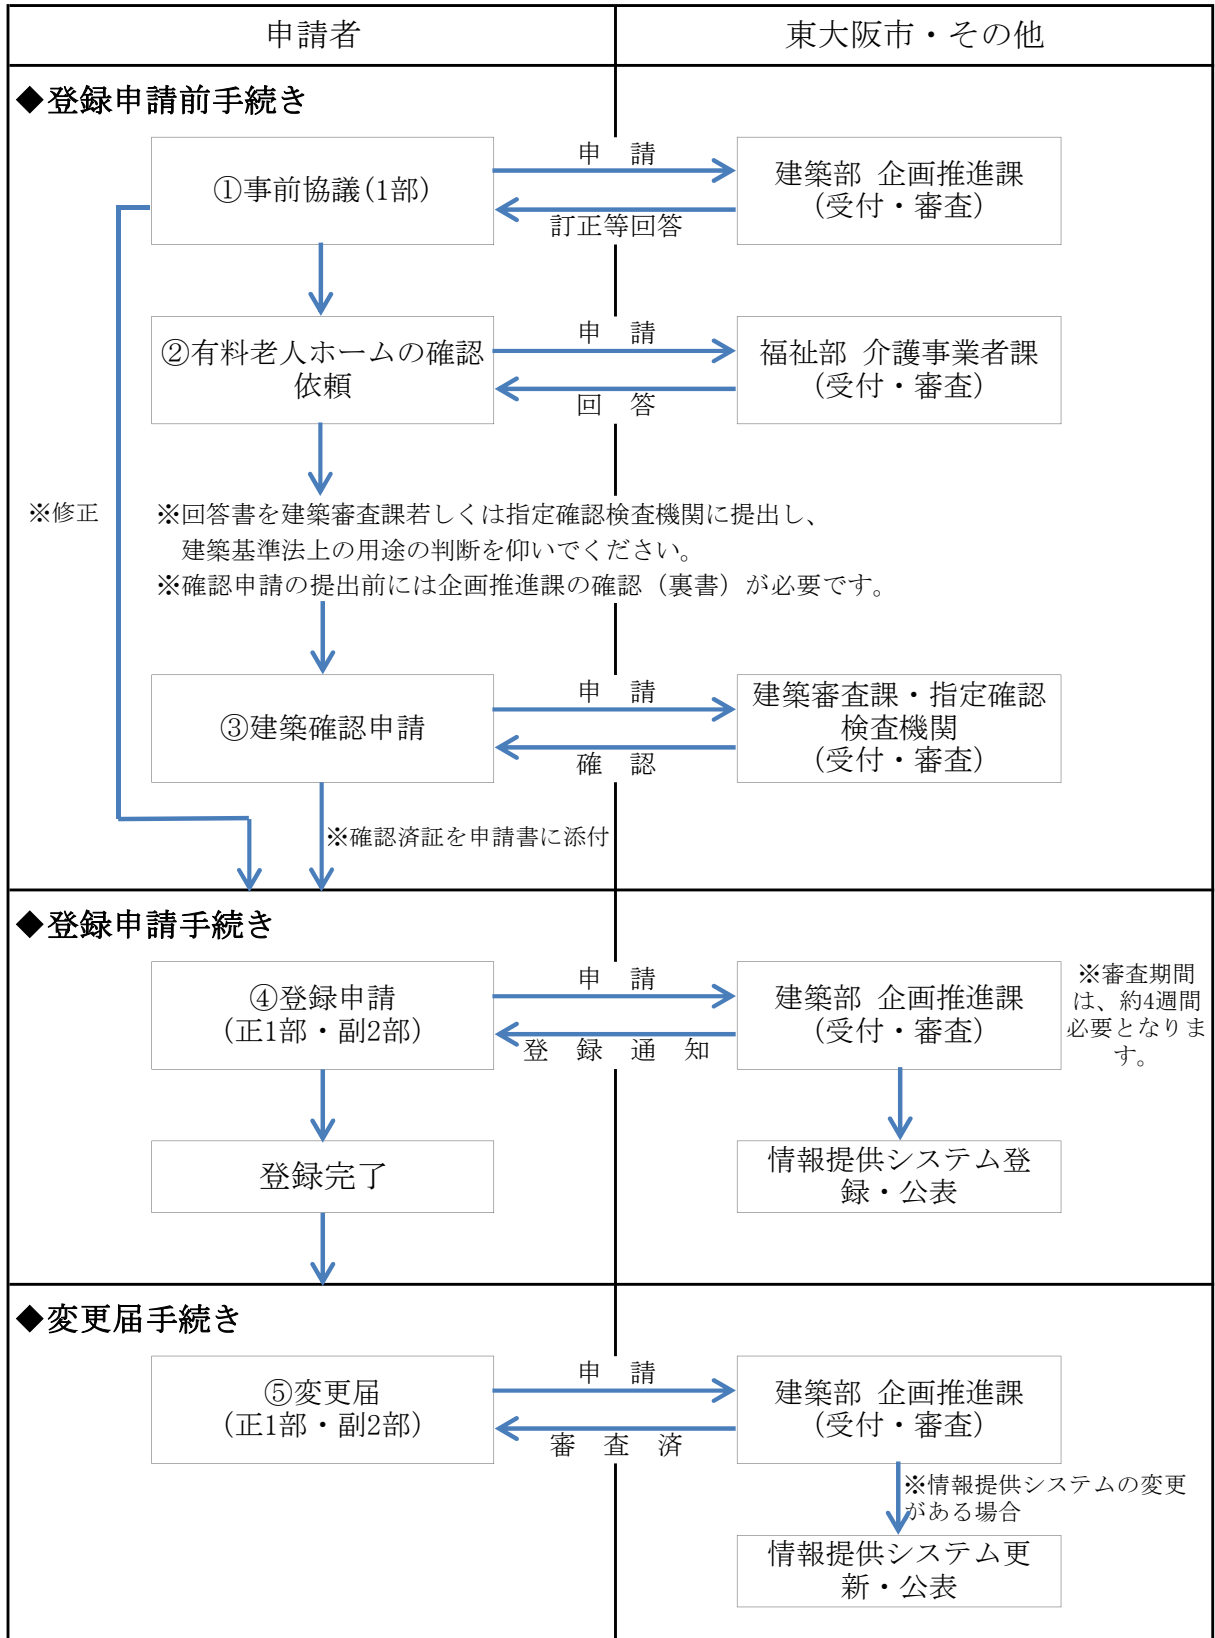 申請者
東大阪市・その他
◆登録申請前手続き
①事前協議(1部)
申　請
訂正等回答
建築部 企画推進課
(受付・審査)
②有料老人ホームの確認
依頼
申　請
回　答
福祉部 介護事業者課
(受付・審査)
※修正
※回答書を建築審査課若しくは指定確認検査機関に提出し、
建築基準法上の用途の判断を仰いでください。
※確認申請の提出前には企画推進課の確認（裏書）が必要です。
③建築確認申請
申　請
確　認
建築審査課・指定確認
検査機関
(受付・審査)
※確認済証を申請書に添付
◆登録申請手続き
④登録申請
(正1部・副2部)
申　請
登　録　通　知
建築部 企画推進課
(受付・審査)
※審査期間
は、約4週間
必要となりま
す。
登録完了
情報提供システム登
録・公表
◆変更届手続き
⑤変更届
(正1部・副2部)
申　請
審　査　済
建築部 企画推進課
(受付・審査)
※情報提供システムの変更
がある場合
情報提供システム更
新・公表